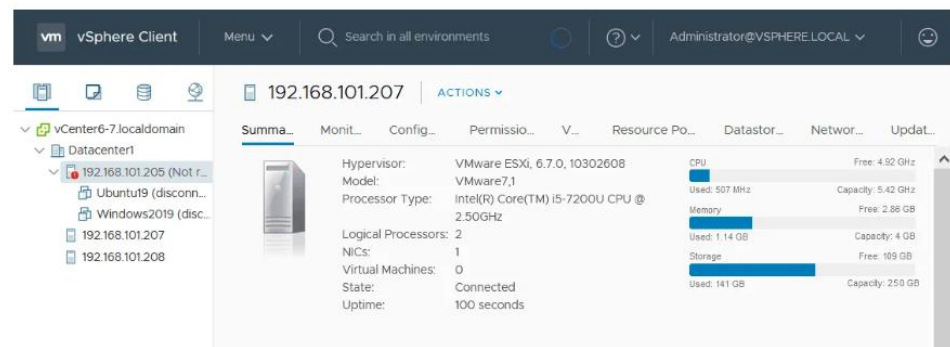 vm vSphere Client Menu Search in all environments Administrator@VSPHERE.LOCAL
192.168.101.207 ACTIONS
vCenter6-7.localdomain
Datacenter1
192.168.101.205 (Not r...
Ubuntu19 (disconn...
Windows2019 (disc...
192.168.101.207
192.168.101.208
Summa... Monit... Config... Permissio... V... Resource Po... Datastor... Networ... Updat...
Hypervisor: VMware ESXi, 6.7.0, 10302608
Model: VMware7,1
Processor Type: Intel(R) Core(TM) i5-7200U CPU @
2.50GHz
Logical Processors: 2
NICs: 1
Virtual Machines: 0
State: Connected
Uptime: 100 seconds
CPU Free: 4.92 GHz
Used: 507 MHz Capacity: 5.42 GHz
Memory Free: 2.86 GB
Used: 1.14 GB Capacity: 4 GB
Storage Free: 109 GB
Used: 141 GB Capacity: 250 GB